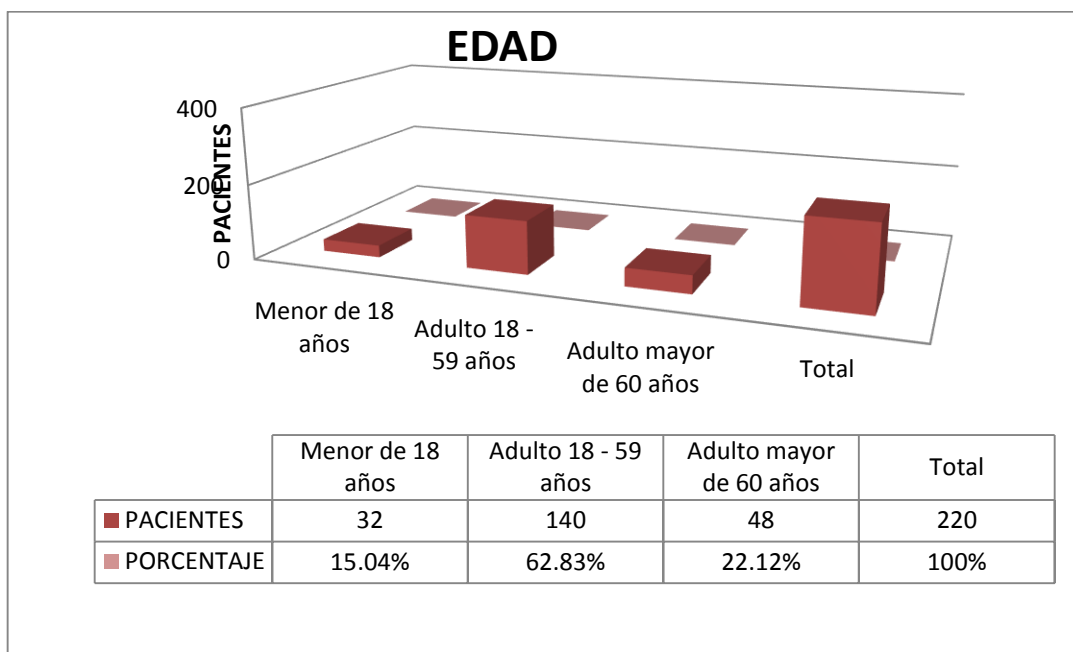 EDAD
400
200
0
PACIENTES
Menor de 18
años
Adulto 18 -
59 años
Adulto mayor
de 60 años
Total
Menor de 18
años
Adulto 18 - 59
años
Adulto mayor
de 60 años
Total
PACIENTES 32 140 48 220
PORCENTAJE 15.04% 62.83% 22.12% 100%